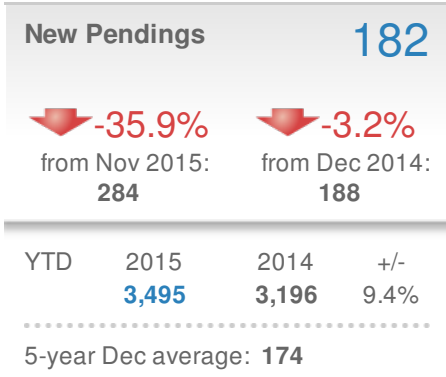 New Pendings 182
-35.9% -3.2%
from Nov 2015: from Dec 2014:
284 188
YTD 2015 2014 +/-
3,495 3,196 9.4%
5-year Dec average: 174